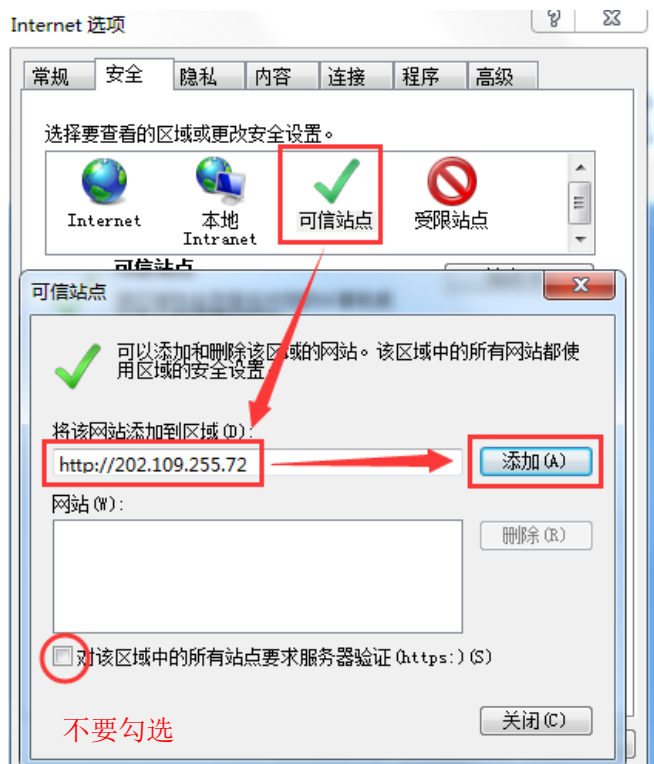 Internet 选项
常规 安全 隐私 内容 连接 程序 高级
选择要查看的区域或更改安全设置。
Internet 本地 Intranet 可信站点 受限站点
可信站点
可信站点
可以添加和删除该区域的网站。该区域中的所有网站都使
用区域的安全设置。
将该网站添加到区域(D):
http://202.109.255.72 添加(A)
网站(W):
删除(R)
对该区域中的所有站点要求服务器验证(https:)(S)
不要勾选 关闭(C)